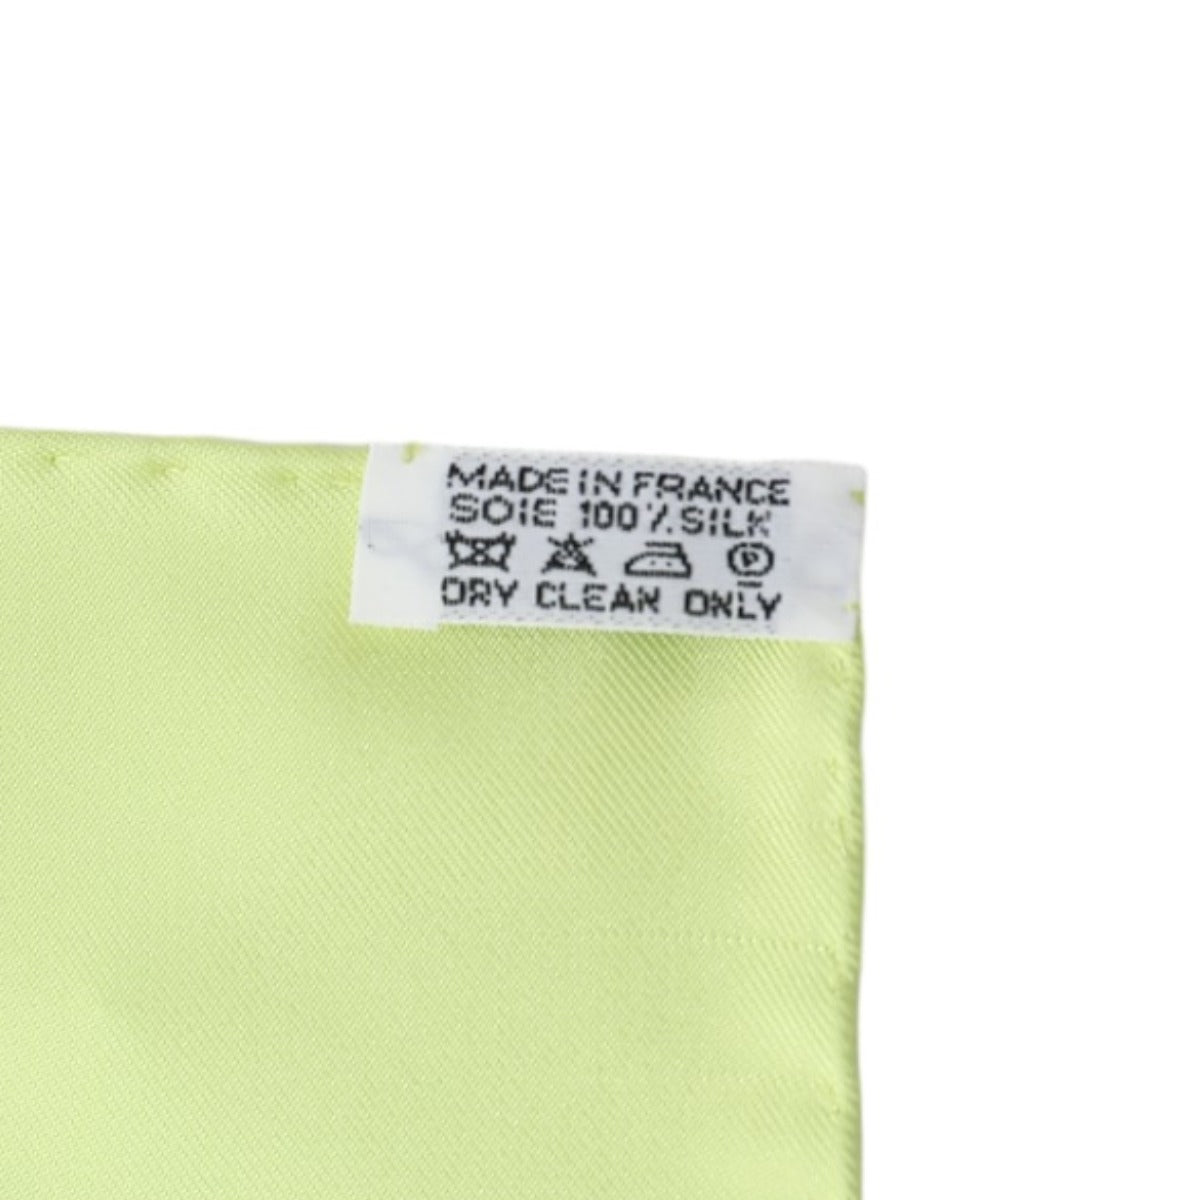 MADE IN FRANCE
SOIE 100% SILK
P
DRY CLEAN ONLY